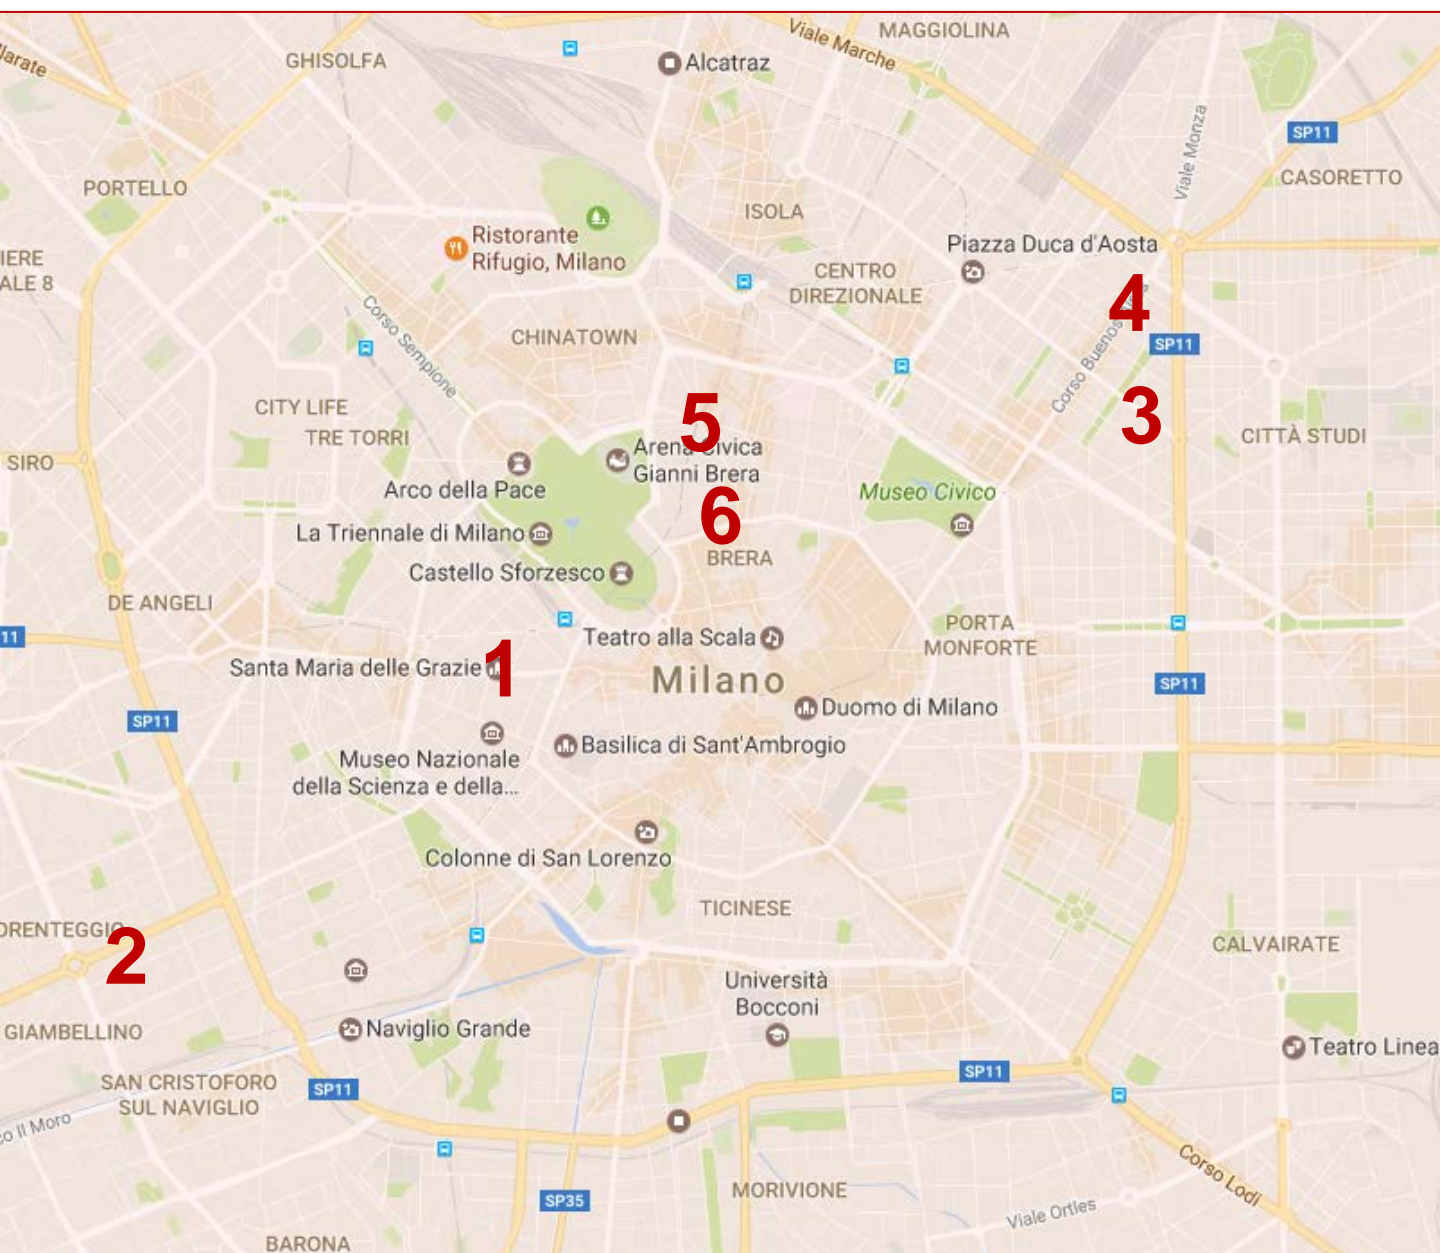 Viale Marche
MAGGIOLINA
GHISOLFA
Alcatraz
Viale Monza
SP11
CASORETTO
PORTELLO
ISOLA
Ristorante
Rifugio, Milano
Piazza Duca d'Aosta
CENTRO
DIREZIONALE
IERE
ALE 8
4
Corso Sempione
CHINATOWN
SP11
Corso Buenos
CITY LIFE
TRE TORRI
5
3
SIRO
Arena Civica
Gianni Brera
CITTÀ STUDI
Arco della Pace
Museo Civico
6
La Triennale di Milano
BRERA
Castello Sforzesco
DE ANGELI
11
Teatro alla Scala
PORTA
MONFORTE
Santa Maria delle Grazie
1
Milano
SP11
Duomo di Milano
SP11
Basilica di Sant'Ambrogio
Museo Nazionale
della Scienza e della...
Colonne di San Lorenzo
TICINESE
ORENTEGGIO
2
CALVAIRATE
Università
Bocconi
GIAMBELLINO
Naviglio Grande
Teatro Linea
SP11
SAN CRISTOFORO
SUL NAVIGLIO
SP11
o Il Moro
Corso Lodi
MORIVIONE
SP35
Viale Ortles
BARONA